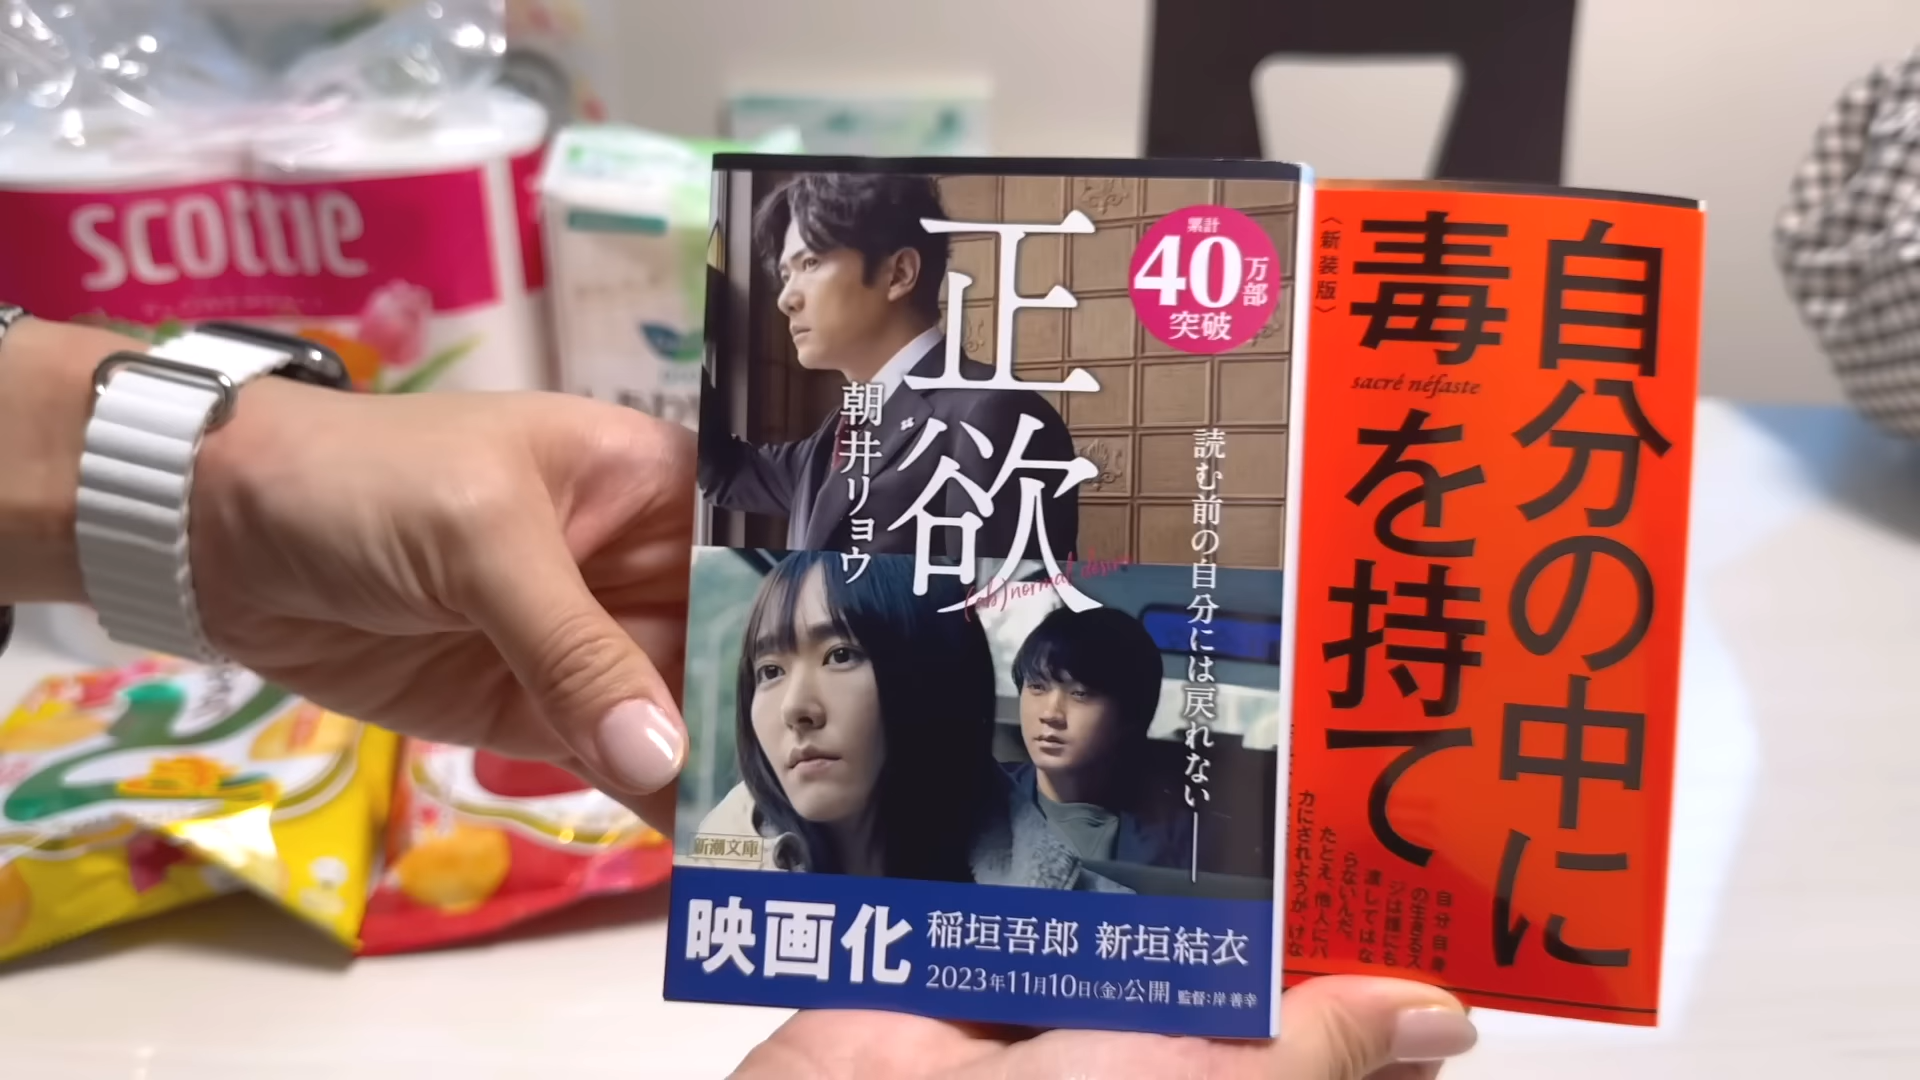 scottie
正欲
(ab)normal desire
朝井リョウ
累計
40万部
突破
読む前の自分には戻れない――
新潮文庫
映画化
稲垣吾郎 新垣結衣
2023年11月10日(金)公開 監督:岸善幸
自分の中に
毒を持て
〈新装版〉
sacré néfaste
自分自身
の生きるス
ジは誰にも
渡してはな
らないんだ。
たとえ、他人にバ
カにされようが、けな